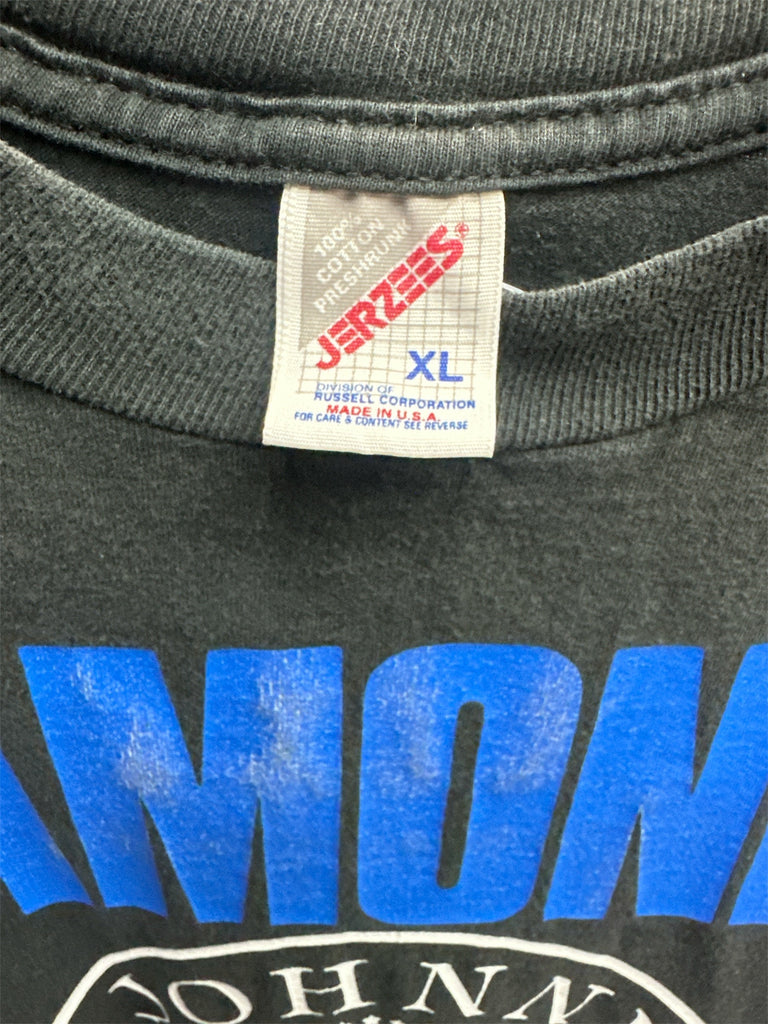 100%
COTTON
PRESHRUNK
JERZEES®
XL
DIVISION OF
RUSSELL CORPORATION
MADE IN U.S.A.
FOR CARE & CONTENT SEE REVERSE
AMON
JOHNN